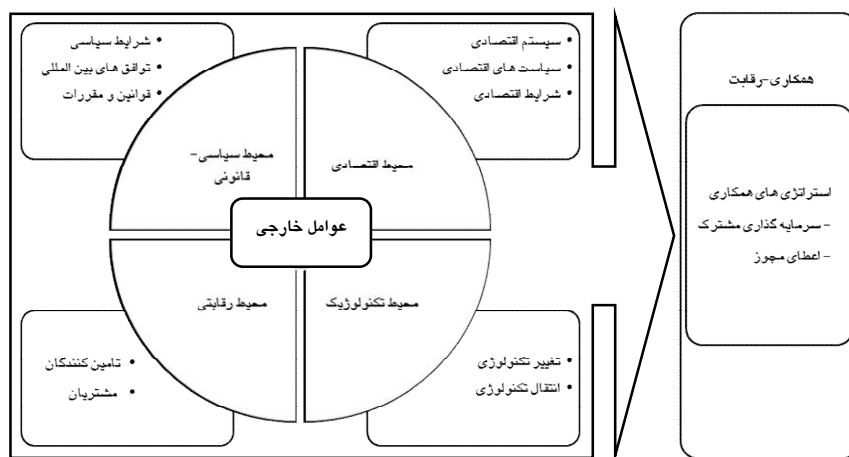 سیستم اقتصادی
سیاست های اقتصادی
شرایط اقتصادی
شرایط سیاسی
توافق های بین المللی
قوانین و مقررات
محیط اقتصادی
محیط سیاسی-
قانونی
عوامل خارجی
محیط تکنولوژیک
محیط رقابتی
تغییر تکنولوژی
انتقال تکنولوژی
تامین کنندگان
مشتریان
همکاری-رقابت
استراتژی های همکاری
- سرمایه گذاری مشترک
- اعطای مجوز